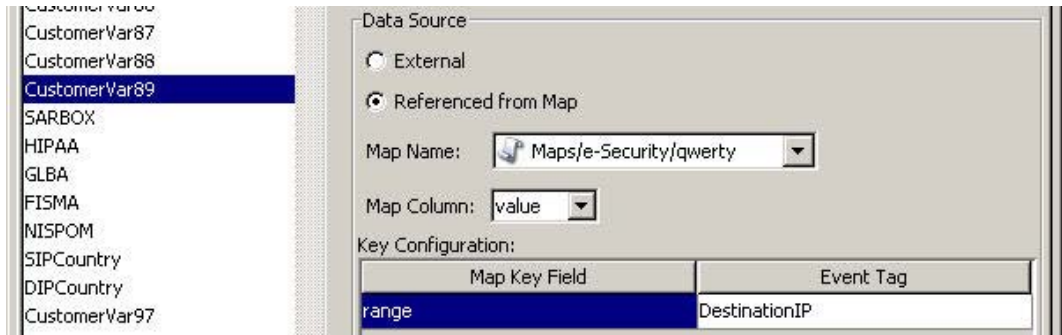 CustomerVar87
CustomerVar88
CustomerVar89
SARBOX
HIPAA
GLBA
FISMA
NISPOM
SIPCountry
DIPCountry
CustomerVar97
Data Source
External
Referenced from Map
Map Name: Maps/e-Security/qwerty
Map Column: value
Key Configuration:
Map Key Field Event Tag
range DestinationIP